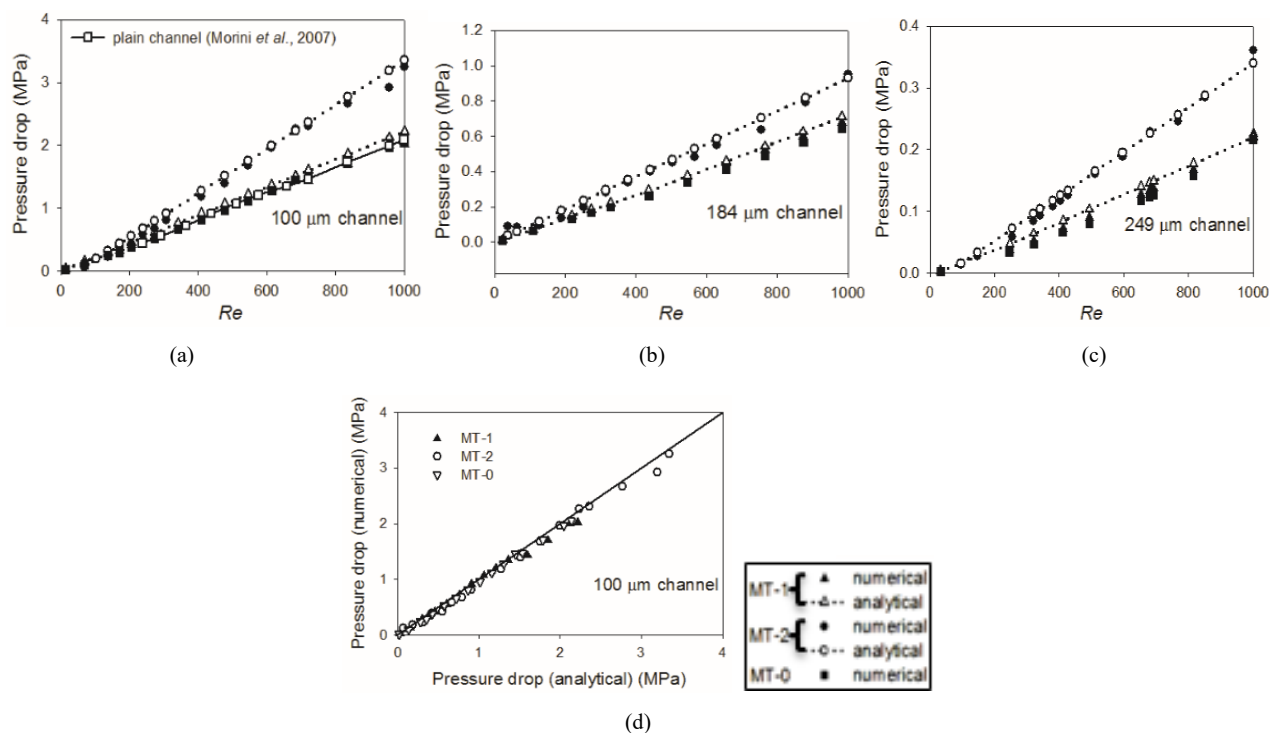 Pressure drop (MPa)
4
3
2
1
0
plain channel (Morini et al., 2007)
100 μm channel
0 200 400 600 800 1000
Re
(a)
Pressure drop (MPa)
1.2
1.0
0.8
0.6
0.4
0.2
0.0
184 μm channel
0 200 400 600 800 1000
Re
(b)
Pressure drop (MPa)
0.4
0.3
0.2
0.1
0.0
249 μm channel
0 200 400 600 800 1000
Re
(c)
Pressure drop (numerical) (MPa)
4
3
2
1
0
MT-1
MT-2
MT-0
100 μm channel
0 1 2 3 4
Pressure drop (analytical) (MPa)
(d)
MT-1 numerical
analytical
MT-2 numerical
analytical
MT-0 numerical